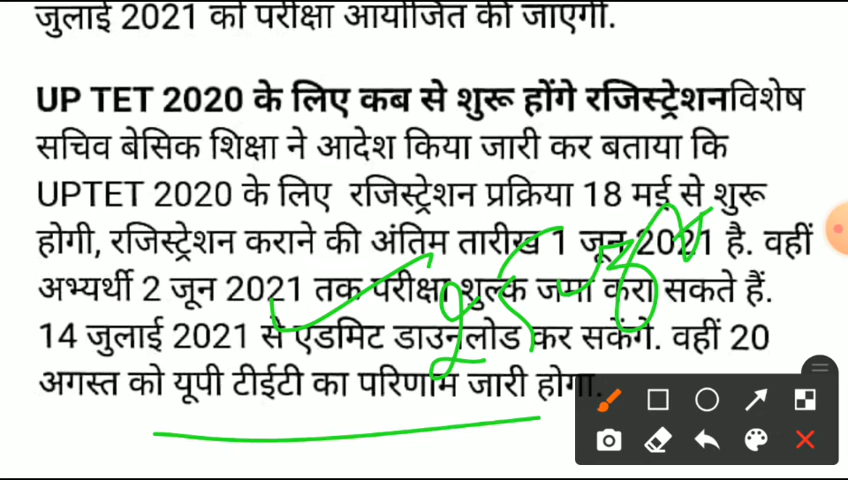 जुलाई 2021 को परीक्षा आयोजित की जाएगी.
UP TET 2020 के लिए कब से शुरू होंगे रजिस्ट्रेशनविशेष
सचिव बेसिक शिक्षा ने आदेश किया जारी कर बताया कि
UPTET 2020 के लिए रजिस्ट्रेशन प्रक्रिया 18 मई से शुरू
होगी, रजिस्ट्रेशन कराने की अंतिम तारीख 1 जून 2021 है. वहीं
अभ्यर्थी 2 जून 2021 तक परीक्षा शुल्क जमा करा सकते हैं.
14 जुलाई 2021 से एडमिट डाउनलोड कर सकेंगे. वहीं 20
अगस्त को यूपी टीईटी का परिणाम जारी होगा.